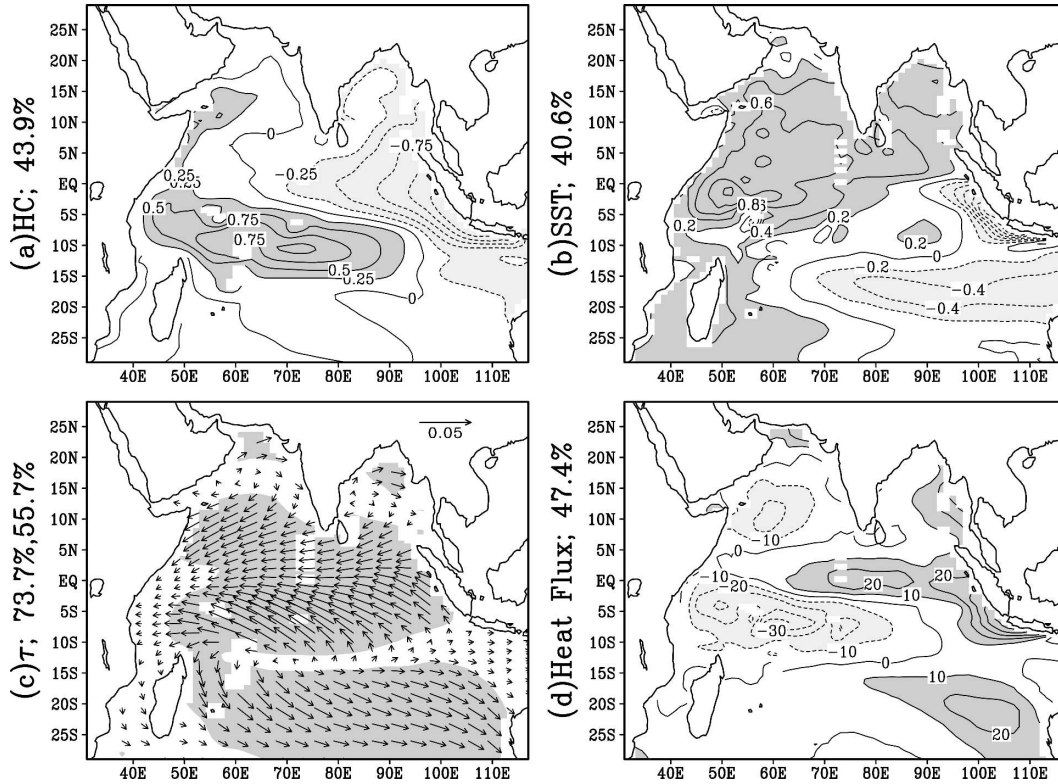 (a)HC; 43.9%
25N
20N
15N
10N
5N
EQ
5S
10S
15S
20S
25S
40E 50E 60E 70E 80E 90E 100E 110E
0
-0.75
-0.25
0.25
0.25
0.5
0.75
0.75
0.5
0.25
0
(b)SST; 40.6%
25N
20N
15N
10N
5N
EQ
5S
10S
15S
20S
25S
40E 50E 60E 70E 80E 90E 100E 110E
0.6
0.2
0.4
0.2
0.2
0
-0.2
-0.4
-0.4
(c)τ; 73.7%,55.7%
25N
20N
15N
10N
5N
EQ
5S
10S
15S
20S
25S
40E 50E 60E 70E 80E 90E 100E 110E
0.05
(d)Heat Flux; 47.4%
25N
20N
15N
10N
5N
EQ
5S
10S
15S
20S
25S
40E 50E 60E 70E 80E 90E 100E 110E
-10
0
-10
-20
20
20
10
-30
-10
0
10
20